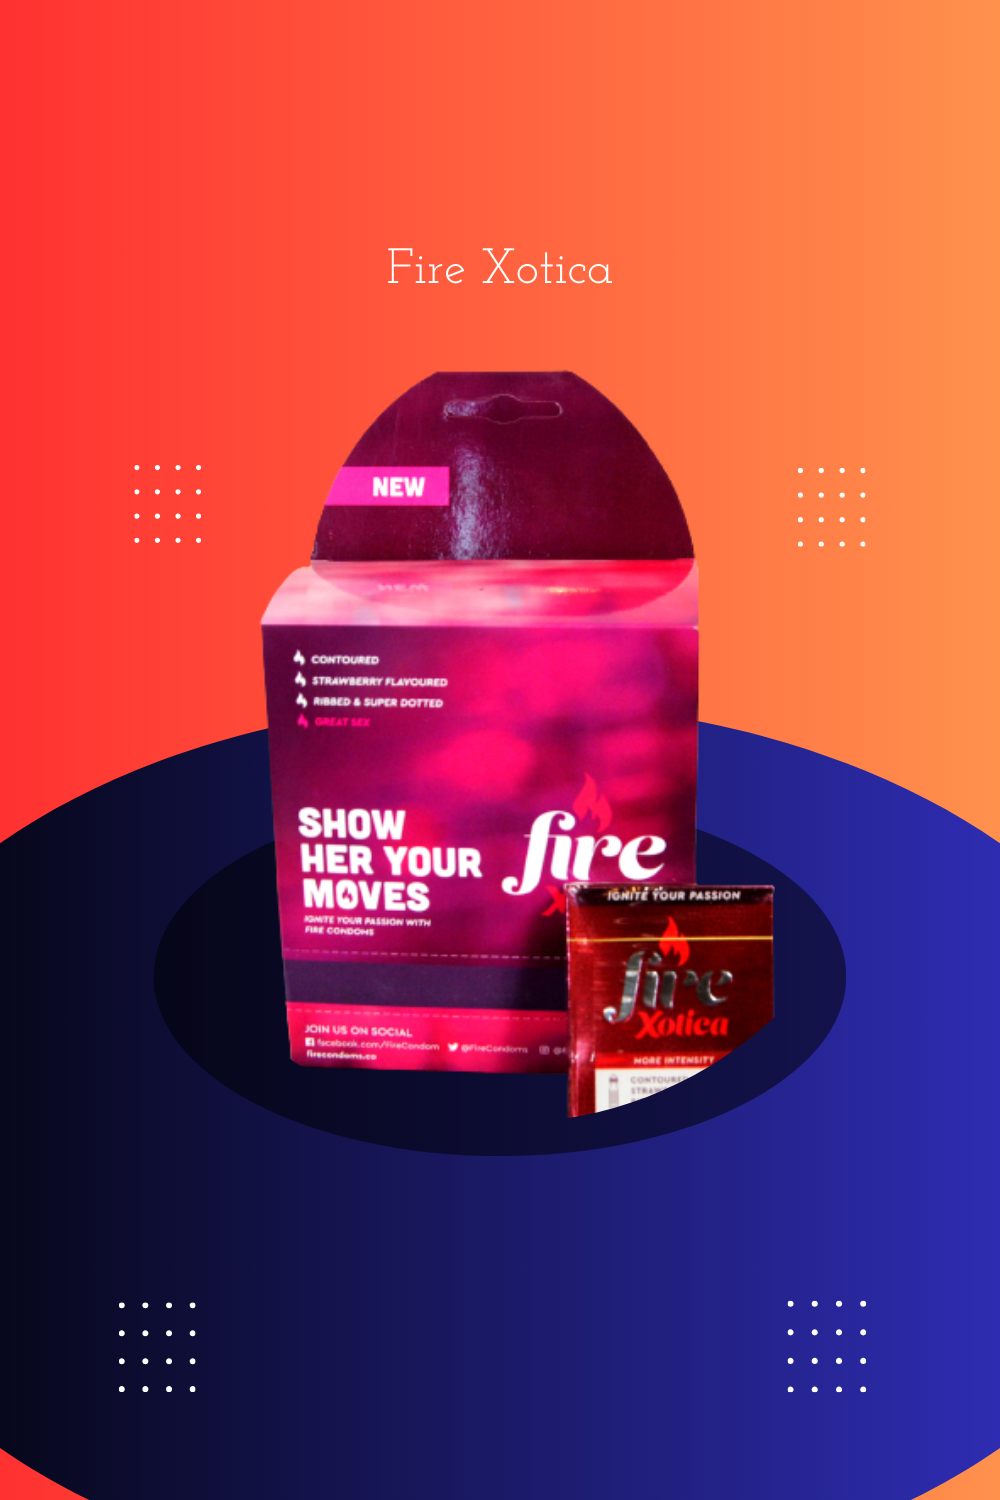 Fire Xotica
NEW
CONTOURED
STRAWBERRY FLAVOURED
RIBBED & SUPER DOTTED
GREAT SEX
SHOW
HER YOUR
MOVES
IGNITE YOUR PASSION WITH
FIRE CONDOMS
fire
JOIN US ON SOCIAL
facebook.com/FireCondom
@FireCondoms
firecondoms.co
IGNITE YOUR PASSION
fire
Xotica
MORE INTENSITY